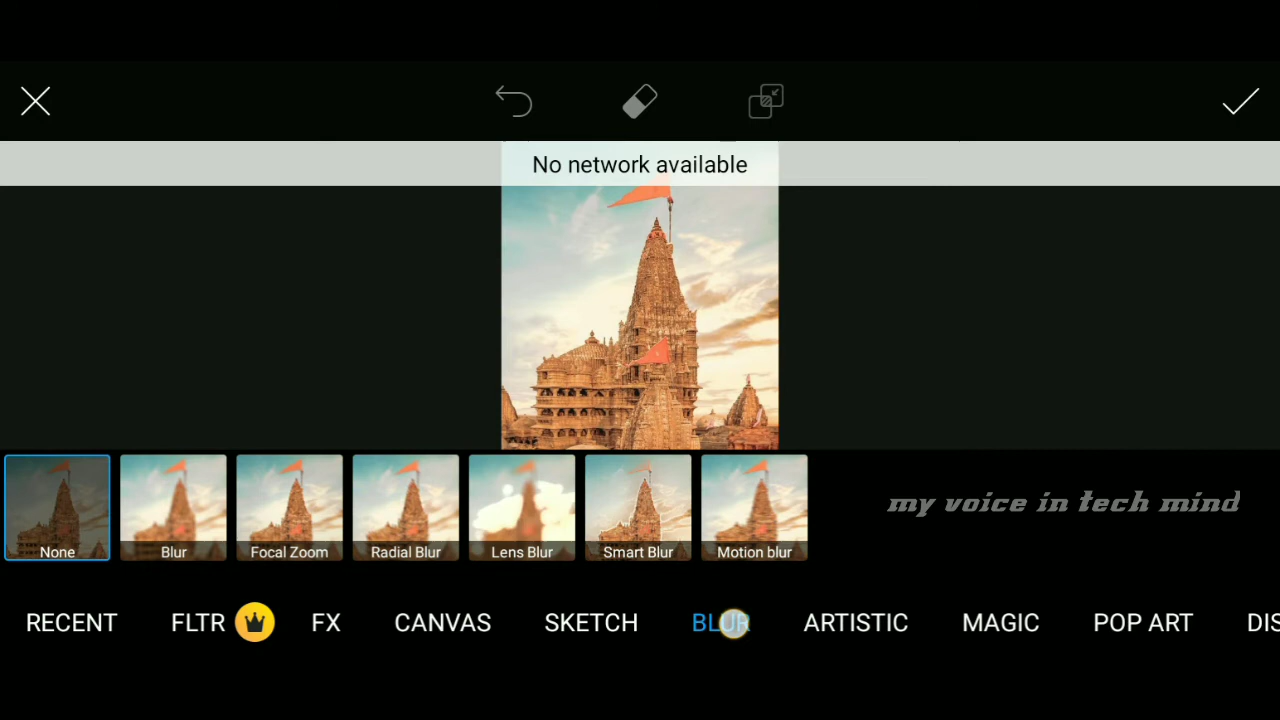 No network available
my voice in tech mind
None Blur Focal Zoom Radial Blur Lens Blur Smart Blur Motion blur
RECENT FLTR FX CANVAS SKETCH BLUR ARTISTIC MAGIC POP ART DIS